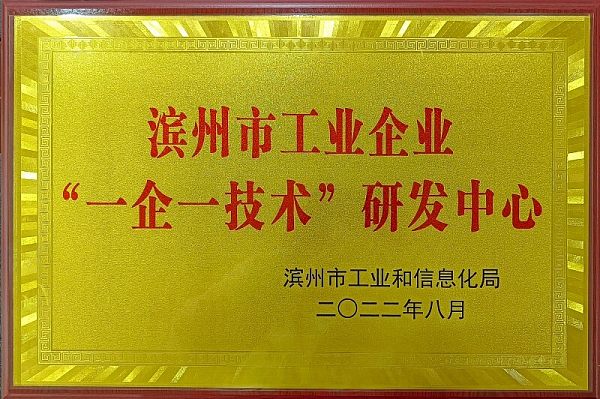 滨州市工业企业
“一企一技术”研发中心
滨州市工业和信息化局
二〇二二年八月